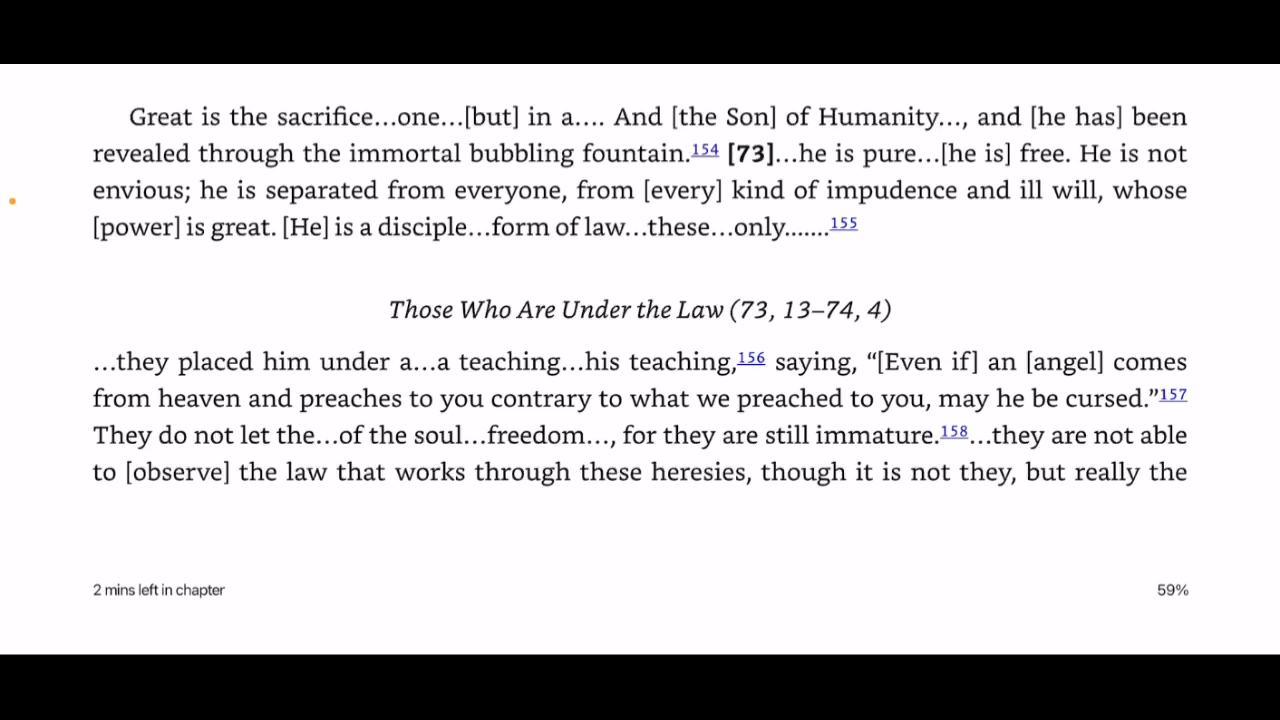 Great is the sacrifice…one…[but] in a…. And [the Son] of Humanity…, and [he has] been
revealed through the immortal bubbling fountain.154 [73]…he is pure…[he is] free. He is not
envious; he is separated from everyone, from [every] kind of impudence and ill will, whose
[power] is great. [He] is a disciple…form of law…these…only.......155
Those Who Are Under the Law (73, 13–74, 4)
…they placed him under a…a teaching…his teaching,156 saying, “[Even if] an [angel] comes
from heaven and preaches to you contrary to what we preached to you, may he be cursed.”157
They do not let the…of the soul…freedom…, for they are still immature.158…they are not able
to [observe] the law that works through these heresies, though it is not they, but really the
2 mins left in chapter
59%